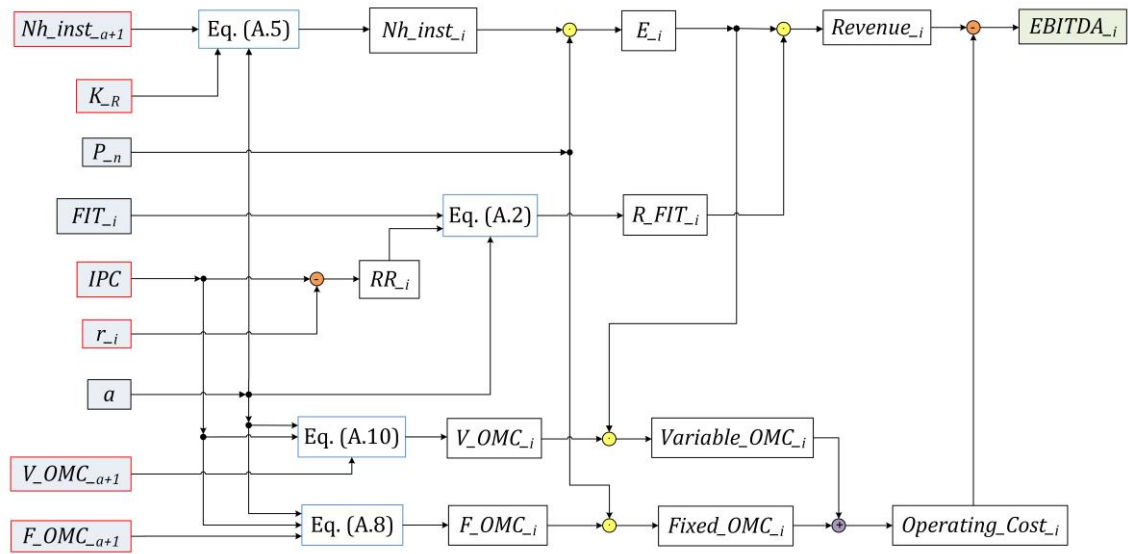 Nh_inst_a+1 Eq. (A.5) Nh_inst_i · E_i · Revenue_i - EBITDA_i
K_R
P_n
FIT_i Eq. (A.2) R_FIT_i
IPC - RR_i
r_i
a
Eq. (A.10) V_OMC_i · Variable_OMC_i
V_OMC_a+1
F_OMC_a+1 Eq. (A.8) F_OMC_i · Fixed_OMC_i + Operating_Cost_i